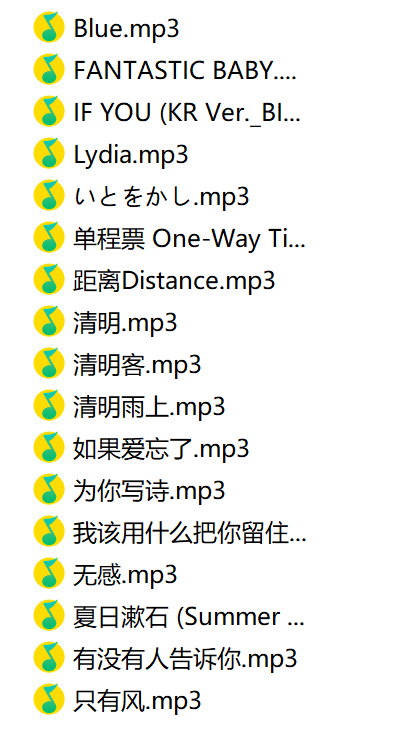 Blue.mp3
FANTASTIC BABY....
IF YOU (KR Ver._BI...
Lydia.mp3
いとをかし.mp3
单程票 One-Way Ti...
距离Distance.mp3
清明.mp3
清明客.mp3
清明雨上.mp3
如果爱忘了.mp3
为你写诗.mp3
我该用什么把你留住...
无感.mp3
夏日漱石 (Summer ...
有没有人告诉你.mp3
只有风.mp3